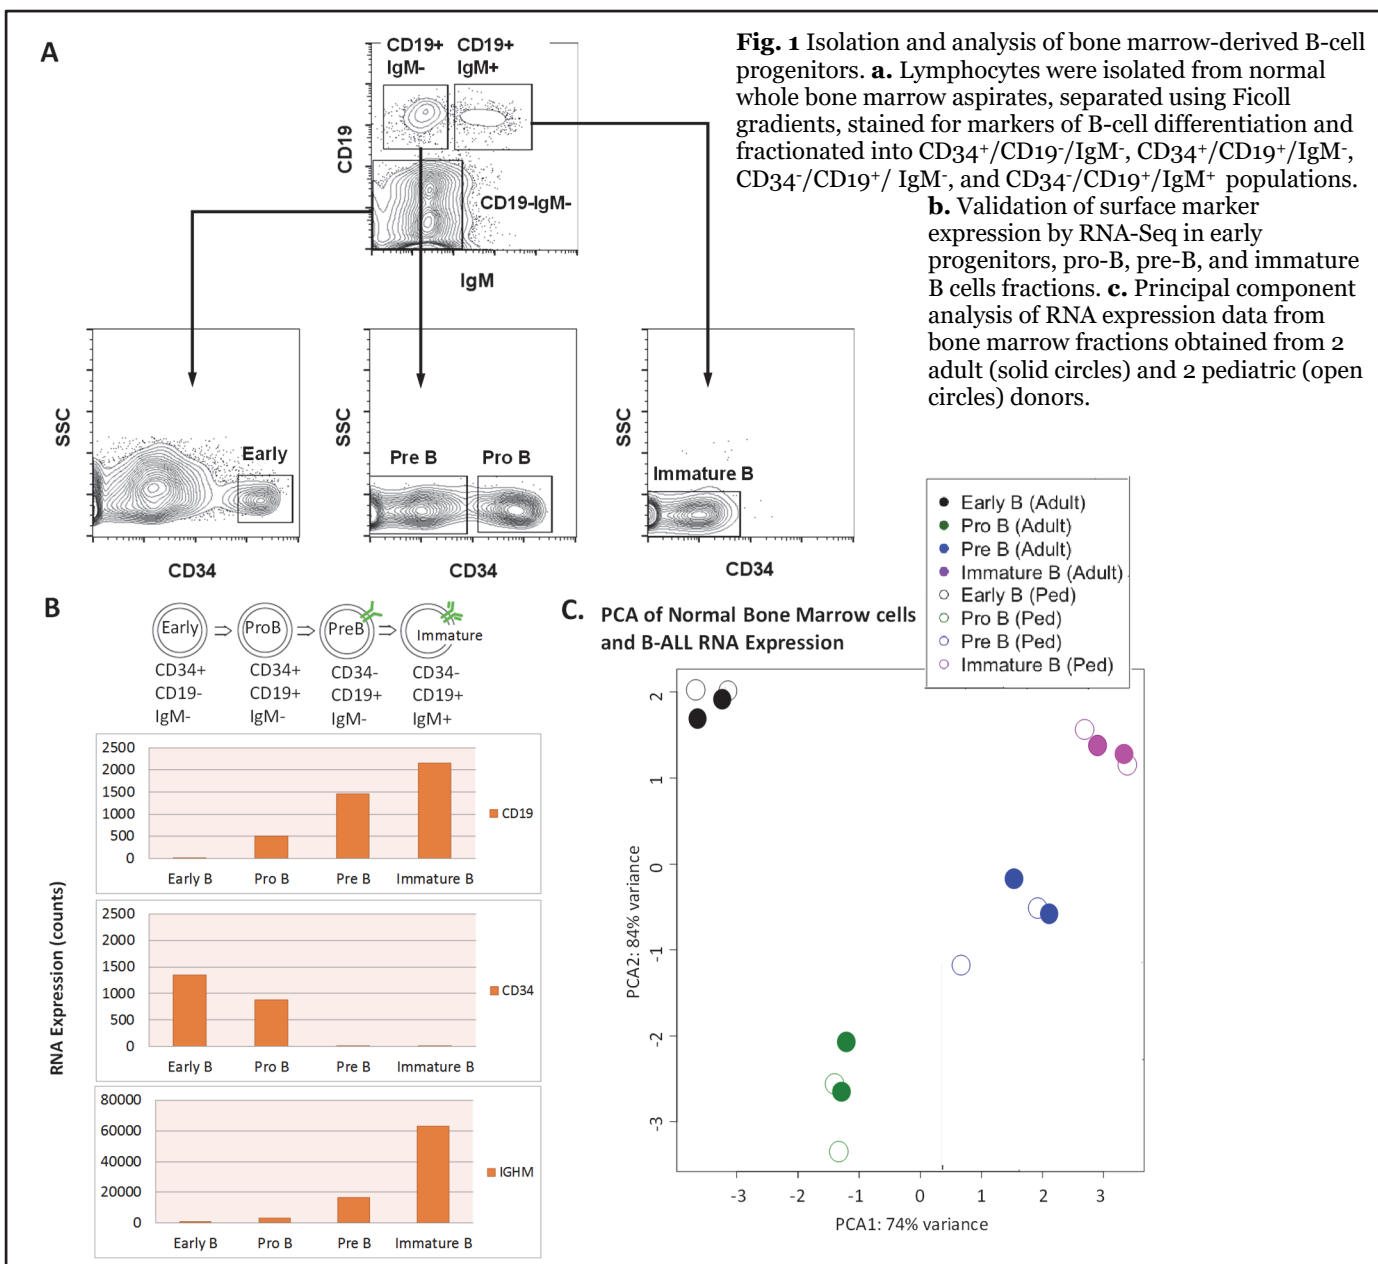 A
CD19+
IgM-
CD19+
IgM+
CD19
CD19-IgM-
IgM
Fig. 1 Isolation and analysis of bone marrow-derived B-cell
progenitors. a. Lymphocytes were isolated from normal
whole bone marrow aspirates, separated using Ficoll
gradients, stained for markers of B-cell differentiation and
fractionated into CD34⁺/CD19⁻/IgM⁻, CD34⁺/CD19⁺/IgM⁻,
CD34⁻/CD19⁺/ IgM⁻, and CD34⁻/CD19⁺/IgM⁺ populations.
b. Validation of surface marker
expression by RNA-Seq in early
progenitors, pro-B, pre-B, and immature
B cells fractions. c. Principal component
analysis of RNA expression data from
bone marrow fractions obtained from 2
adult (solid circles) and 2 pediatric (open
circles) donors.
SSC
Early
CD34
SSC
Pre B
Pro B
CD34
SSC
Immature B
CD34
B
Early
ProB
PreB
Immature
CD34+
CD19-
IgM-
CD34+
CD19+
IgM-
CD34-
CD19+
IgM-
CD34-
CD19+
IgM+
RNA Expression (counts)
2500
2000
1500
1000
500
0
Early B
Pro B
Pre B
Immature B
CD19
2500
2000
1500
1000
500
0
Early B
Pro B
Pre B
Immature B
CD34
80000
60000
40000
20000
0
Early B
Pro B
Pre B
Immature B
IGHM
C. PCA of Normal Bone Marrow cells
and B-ALL RNA Expression
Early B (Adult)
Pro B (Adult)
Pre B (Adult)
Immature B (Adult)
Early B (Ped)
Pro B (Ped)
Pre B (Ped)
Immature B (Ped)
PCA2: 84% variance
2
1
0
-1
-2
-3
-3
-2
-1
0
1
2
3
PCA1: 74% variance